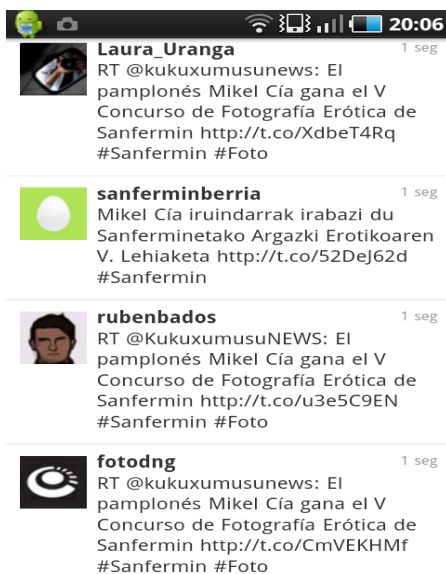 20:06
Laura_Uranga 1 seg
RT @kukuxumusunews: El
pamplonés Mikel Cía gana el V
Concurso de Fotografía Erótica de
Sanfermin http://t.co/XdbeT4Rq
#Sanfermin #Foto
sanferminberria 1 seg
Mikel Cía iruindarrak irabazi du
Sanferminetako Argazki Erotikoaren
V. Lehiaketa http://t.co/52DeJ62d
#Sanfermin
rubenbados 1 seg
RT @KukuxumusuNEWS: El
pamplonés Mikel Cía gana el V
Concurso de Fotografía Erótica de
Sanfermin http://t.co/u3e5C9EN
#Sanfermin #Foto
fotodng 1 seg
RT @kukuxumusunews: El
pamplonés Mikel Cía gana el V
Concurso de Fotografía Erótica de
Sanfermin http://t.co/CmVEKHMf
#Sanfermin #Foto